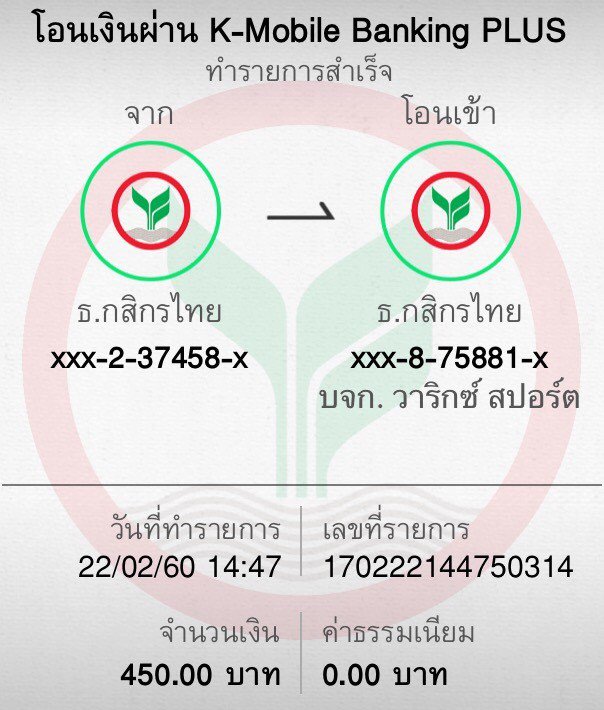 โอนเงินผ่าน K-Mobile Banking PLUS
ทำรายการสำเร็จ
จาก
โอนเข้า
ธ.กสิกรไทย
ธ.กสิกรไทย
xxx-2-37458-x
xxx-8-75881-x
บจก. วาริกซ์ สปอร์ต
วันที่ทำรายการ
เลขที่รายการ
22/02/60 14:47
170222144750314
จำนวนเงิน
ค่าธรรมเนียม
450.00 บาท
0.00 บาท